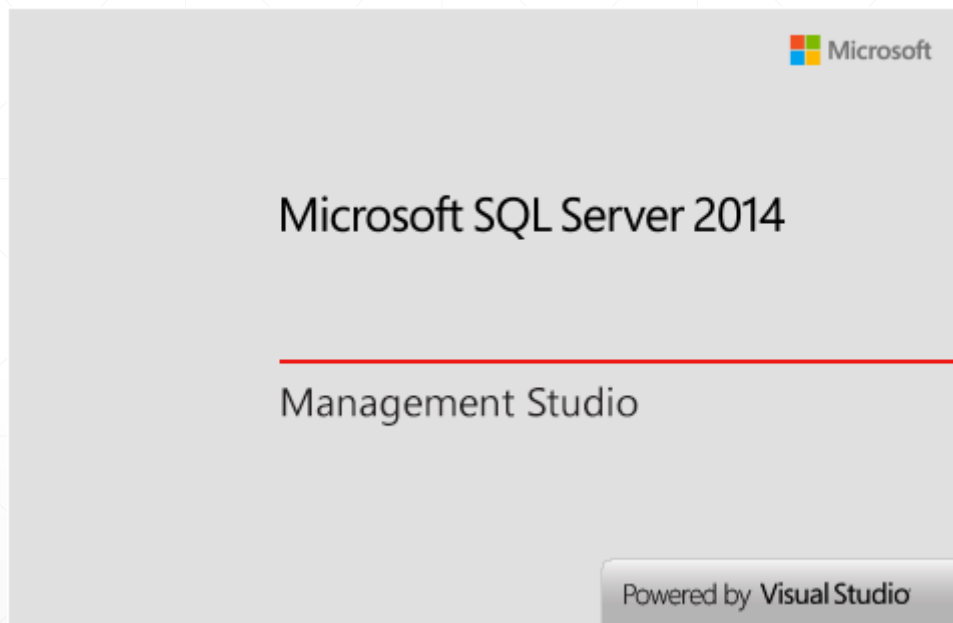 Microsoft
Microsoft SQL Server 2014
Management Studio
Powered by Visual Studio